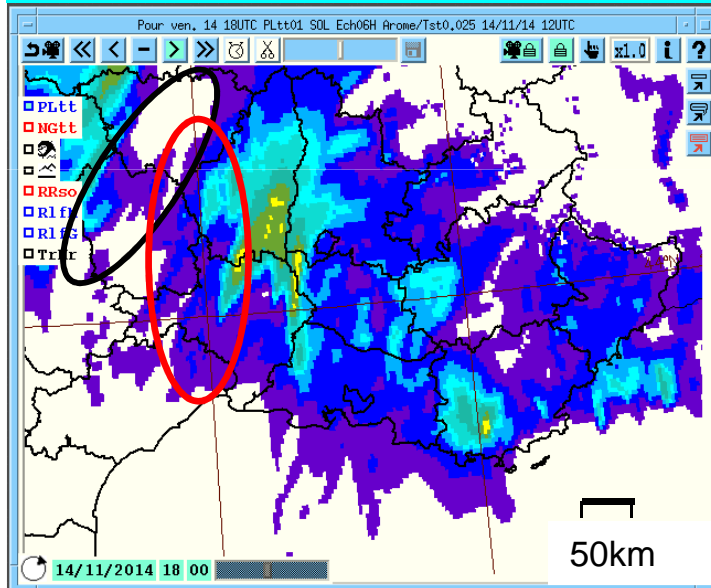 Pour ven. 14 18UTC PLtt01 SOL Ech06H Arome/Tst0,025 14/11/14 12UTC
x1.0 i ?
PLtt
NGtt
RRso
RlfG
50km
14/11/2014 18 00